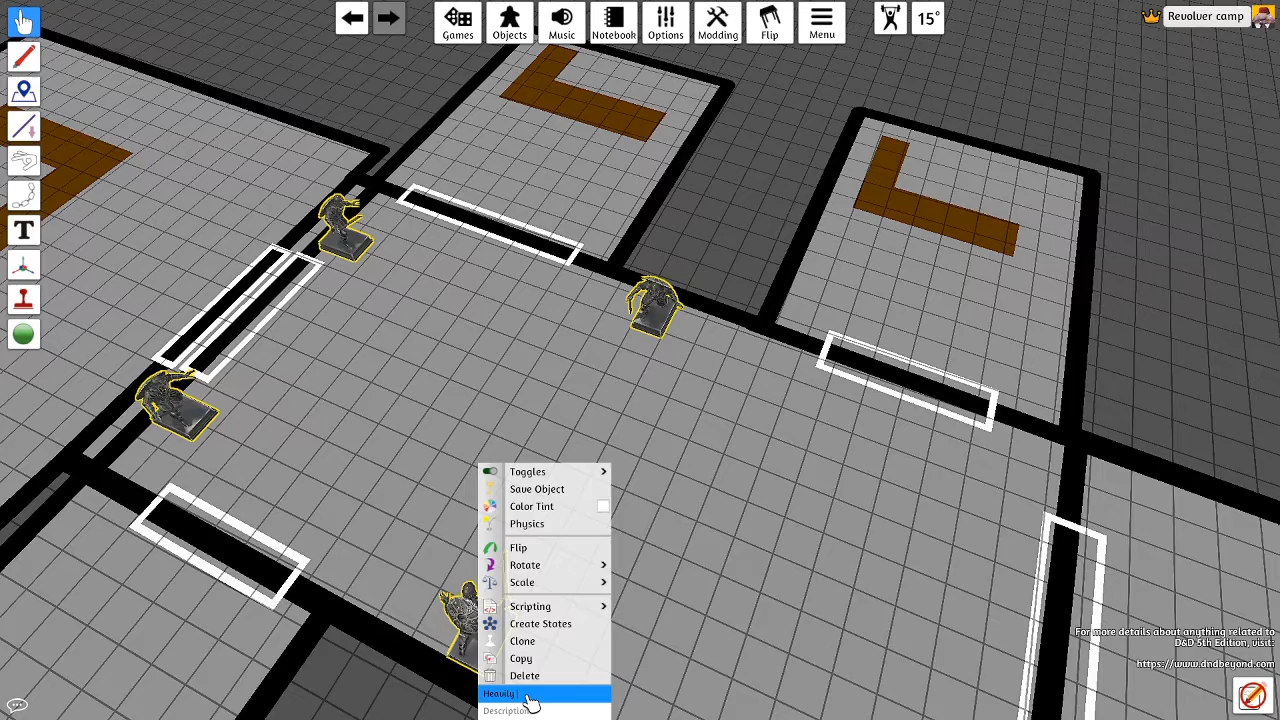 Games Objects Music Notebook Options Modding Flip Menu
15°
Revolver camp
T
Toggles
Save Object
Color Tint
Physics
Flip
Rotate
Scale
Scripting
Create States
Clone
Copy
Delete
Heavily
Description
For more details about anything related to
D&D 5th Edition, visit:
https://www.dndbeyond.com/